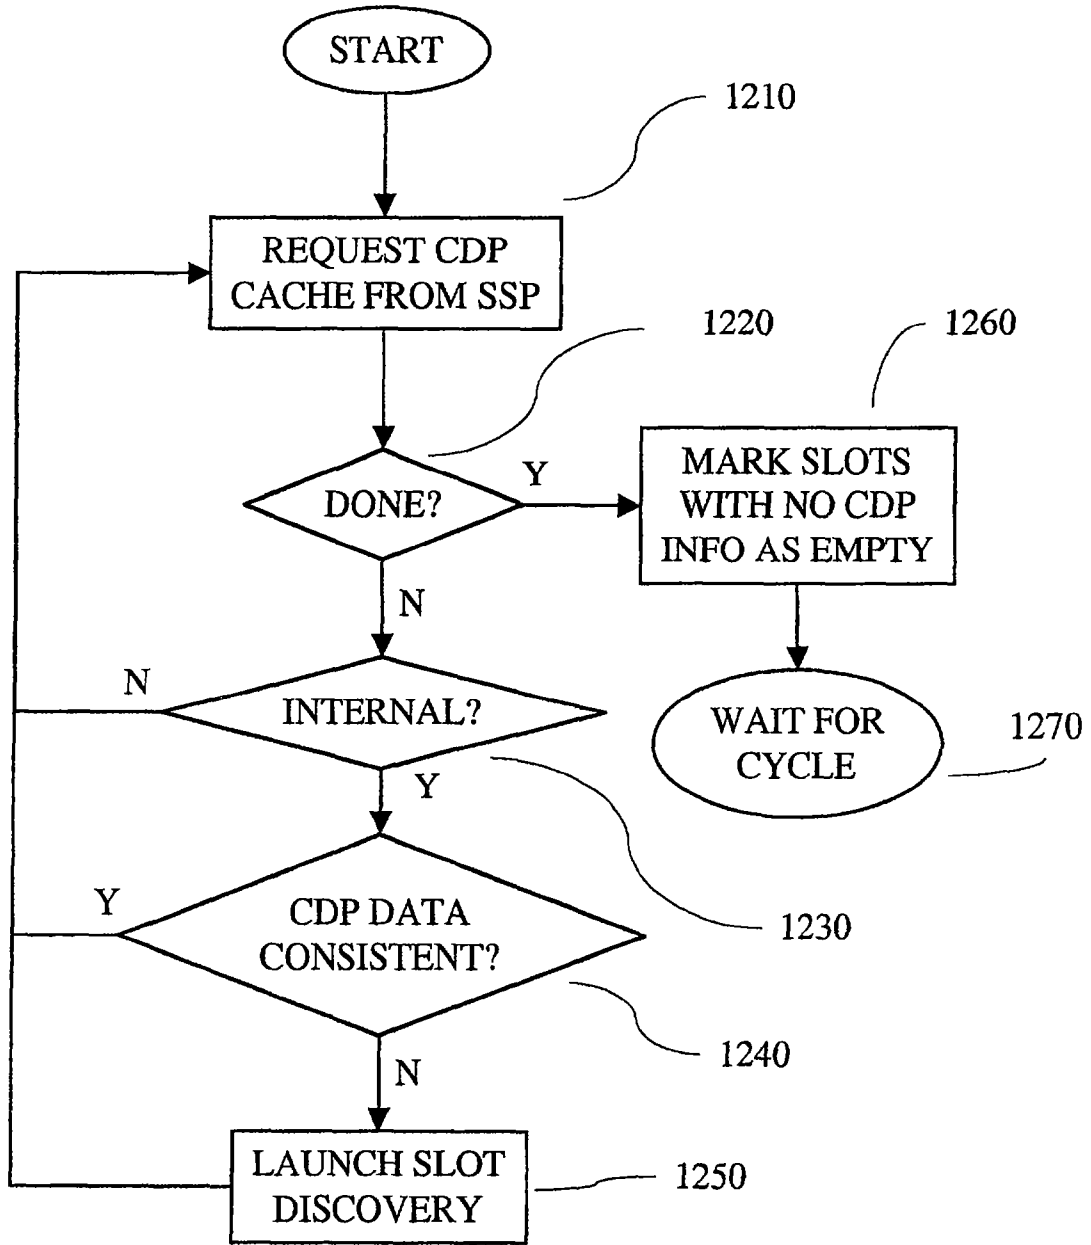 START
1210
REQUEST CDP
CACHE FROM SSP
1220
1260
DONE?
Y
MARK SLOTS
WITH NO CDP
INFO AS EMPTY
N
N
INTERNAL?
WAIT FOR
CYCLE
1270
Y
Y
CDP DATA
CONSISTENT?
1230
1240
N
LAUNCH SLOT
DISCOVERY
1250